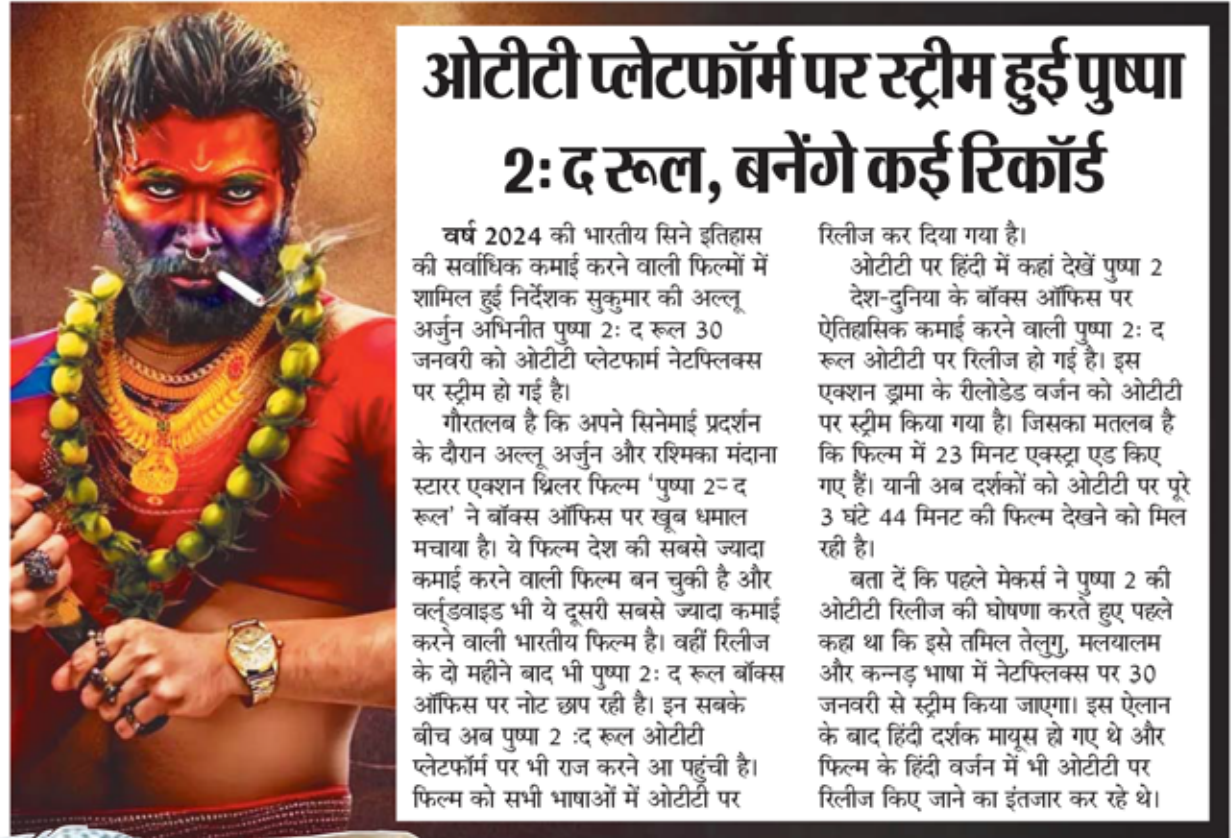 ओटीटी प्लेटफॉर्म पर स्ट्रीम हुई पुष्पा
2: द रूल, बनेंगे कई रिकॉर्ड
वर्ष 2024 की भारतीय सिने इतिहास
की सर्वाधिक कमाई करने वाली फिल्मों में
शामिल हुई निर्देशक सुकुमार की अल्लू
अर्जुन अभिनीत पुष्पा 2: द रूल 30
जनवरी को ओटीटी प्लेटफार्म नेटफ्लिक्स
पर स्ट्रीम हो गई है।
गौरतलब है कि अपने सिनेमाई प्रदर्शन
के दौरान अल्लू अर्जुन और रश्मिका मंदाना
स्टारर एक्शन थ्रिलर फिल्म 'पुष्पा 2- द
रूल' ने बॉक्स ऑफिस पर खूब धमाल
मचाया है। ये फिल्म देश की सबसे ज्यादा
कमाई करने वाली फिल्म बन चुकी है और
वर्ल्डवाइड भी ये दूसरी सबसे ज्यादा कमाई
करने वाली भारतीय फिल्म है। वहीं रिलीज
के दो महीने बाद भी पुष्पा 2: द रूल बॉक्स
ऑफिस पर नोट छाप रही है। इन सबके
बीच अब पुष्पा 2 :द रूल ओटीटी
प्लेटफॉर्म पर भी राज करने आ पहुंची है।
फिल्म को सभी भाषाओं में ओटीटी पर
रिलीज कर दिया गया है।
ओटीटी पर हिंदी में कहां देखें पुष्पा 2
देश-दुनिया के बॉक्स ऑफिस पर
ऐतिहासिक कमाई करने वाली पुष्पा 2: द
रूल ओटीटी पर रिलीज हो गई है। इस
एक्शन ड्रामा के रीलोडेड वर्जन को ओटीटी
पर स्ट्रीम किया गया है। जिसका मतलब है
कि फिल्म में 23 मिनट एक्स्ट्रा एड किए
गए हैं। यानी अब दर्शकों को ओटीटी पर पूरे
3 घंटे 44 मिनट की फिल्म देखने को मिल
रही है।
बता दें कि पहले मेकर्स ने पुष्पा 2 की
ओटीटी रिलीज की घोषणा करते हुए पहले
कहा था कि इसे तमिल तेलुगु, मलयालम
और कन्नड़ भाषा में नेटफ्लिक्स पर 30
जनवरी से स्ट्रीम किया जाएगा। इस ऐलान
के बाद हिंदी दर्शक मायूस हो गए थे और
फिल्म के हिंदी वर्जन में भी ओटीटी पर
रिलीज किए जाने का इंतजार कर रहे थे।